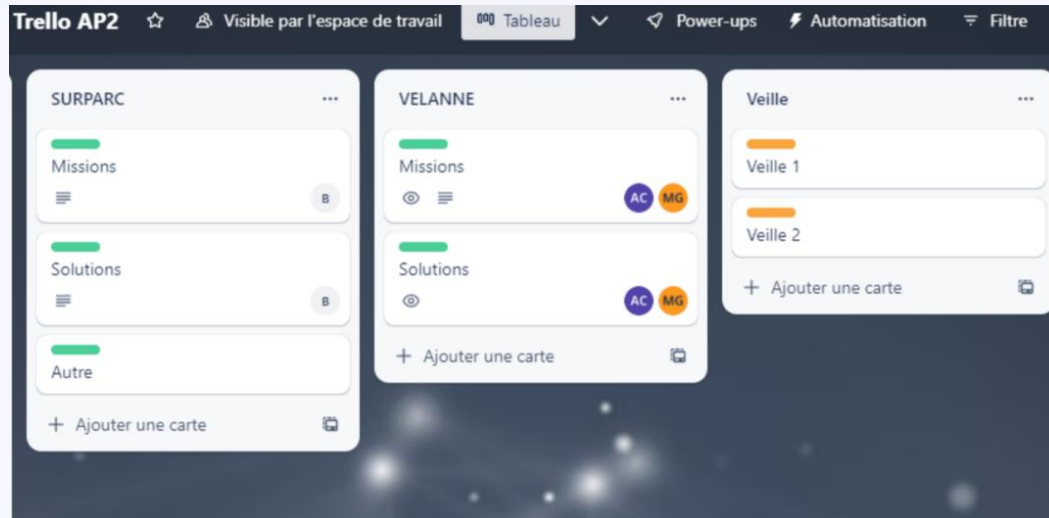 Trello AP2 Visible par l'espace de travail Tableau Power-ups Automatisation Filtre
SURPARC
Missions
B
Solutions
B
Autre
+ Ajouter une carte
VELANNE
Missions
AC MG
Solutions
AC MG
+ Ajouter une carte
Veille
Veille 1
Veille 2
+ Ajouter une carte